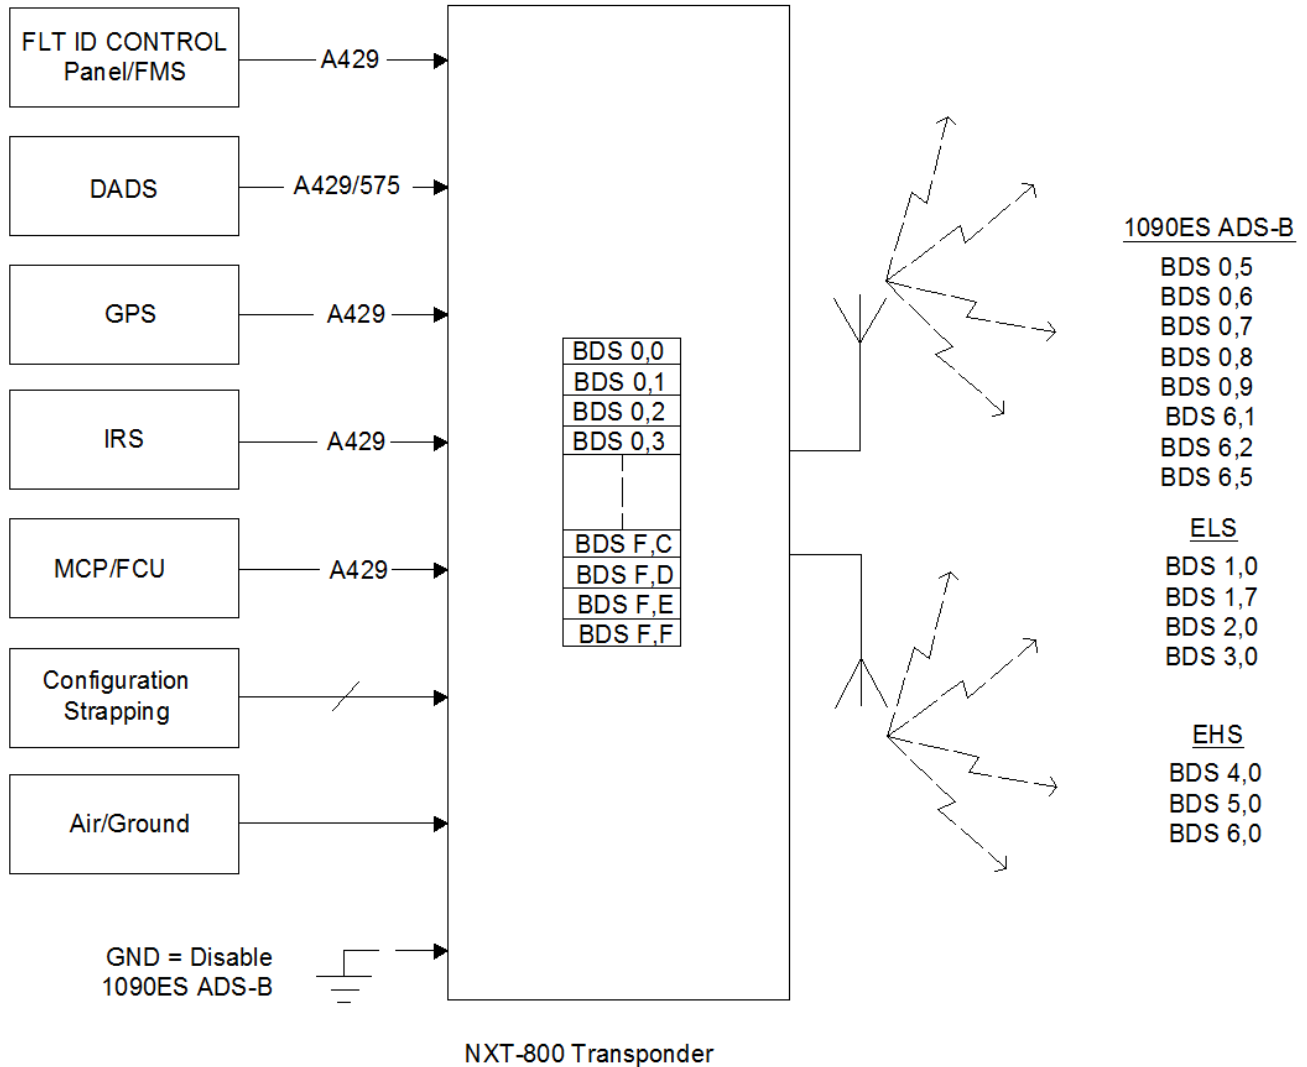 FLT ID CONTROL
Panel/FMS
A429
DADS
A429/575
GPS
A429
IRS
A429
MCP/FCU
A429
Configuration
Strapping
Air/Ground
GND = Disable
1090ES ADS-B
BDS 0,0
BDS 0,1
BDS 0,2
BDS 0,3
BDS F,C
BDS F,D
BDS F,E
BDS F,F
NXT-800 Transponder
1090ES ADS-B
BDS 0,5
BDS 0,6
BDS 0,7
BDS 0,8
BDS 0,9
BDS 6,1
BDS 6,2
BDS 6,5
ELS
BDS 1,0
BDS 1,7
BDS 2,0
BDS 3,0
EHS
BDS 4,0
BDS 5,0
BDS 6,0